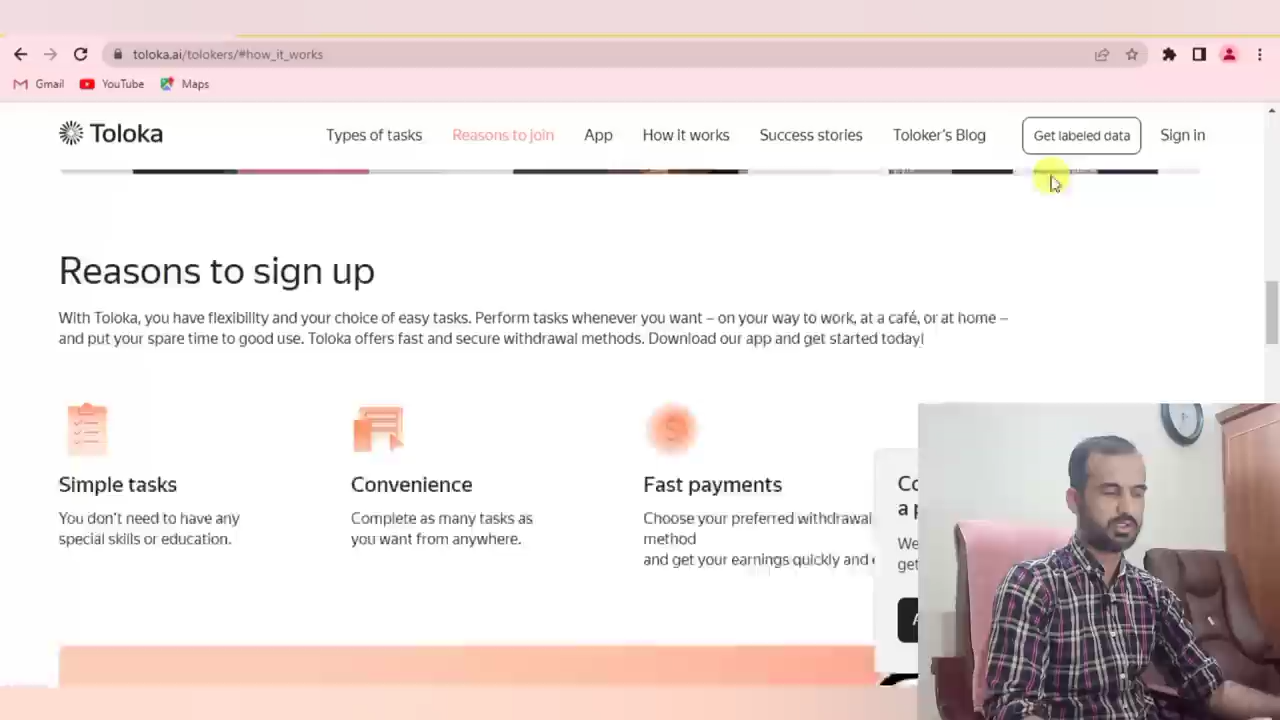 toloka.ai/tolokers/#how_it_works
Gmail YouTube Maps
Toloka Types of tasks Reasons to join App How it works Success stories Toloker's Blog Get labeled data Sign in
Reasons to sign up
With Toloka, you have flexibility and your choice of easy tasks. Perform tasks whenever you want – on your way to work, at a café, or at home –
and put your spare time to good use. Toloka offers fast and secure withdrawal methods. Download our app and get started today!
Simple tasks
You don't need to have any
special skills or education.
Convenience
Complete as many tasks as
you want from anywhere.
Fast payments
Choose your preferred withdrawal
method
and get your earnings quickly and
a
We